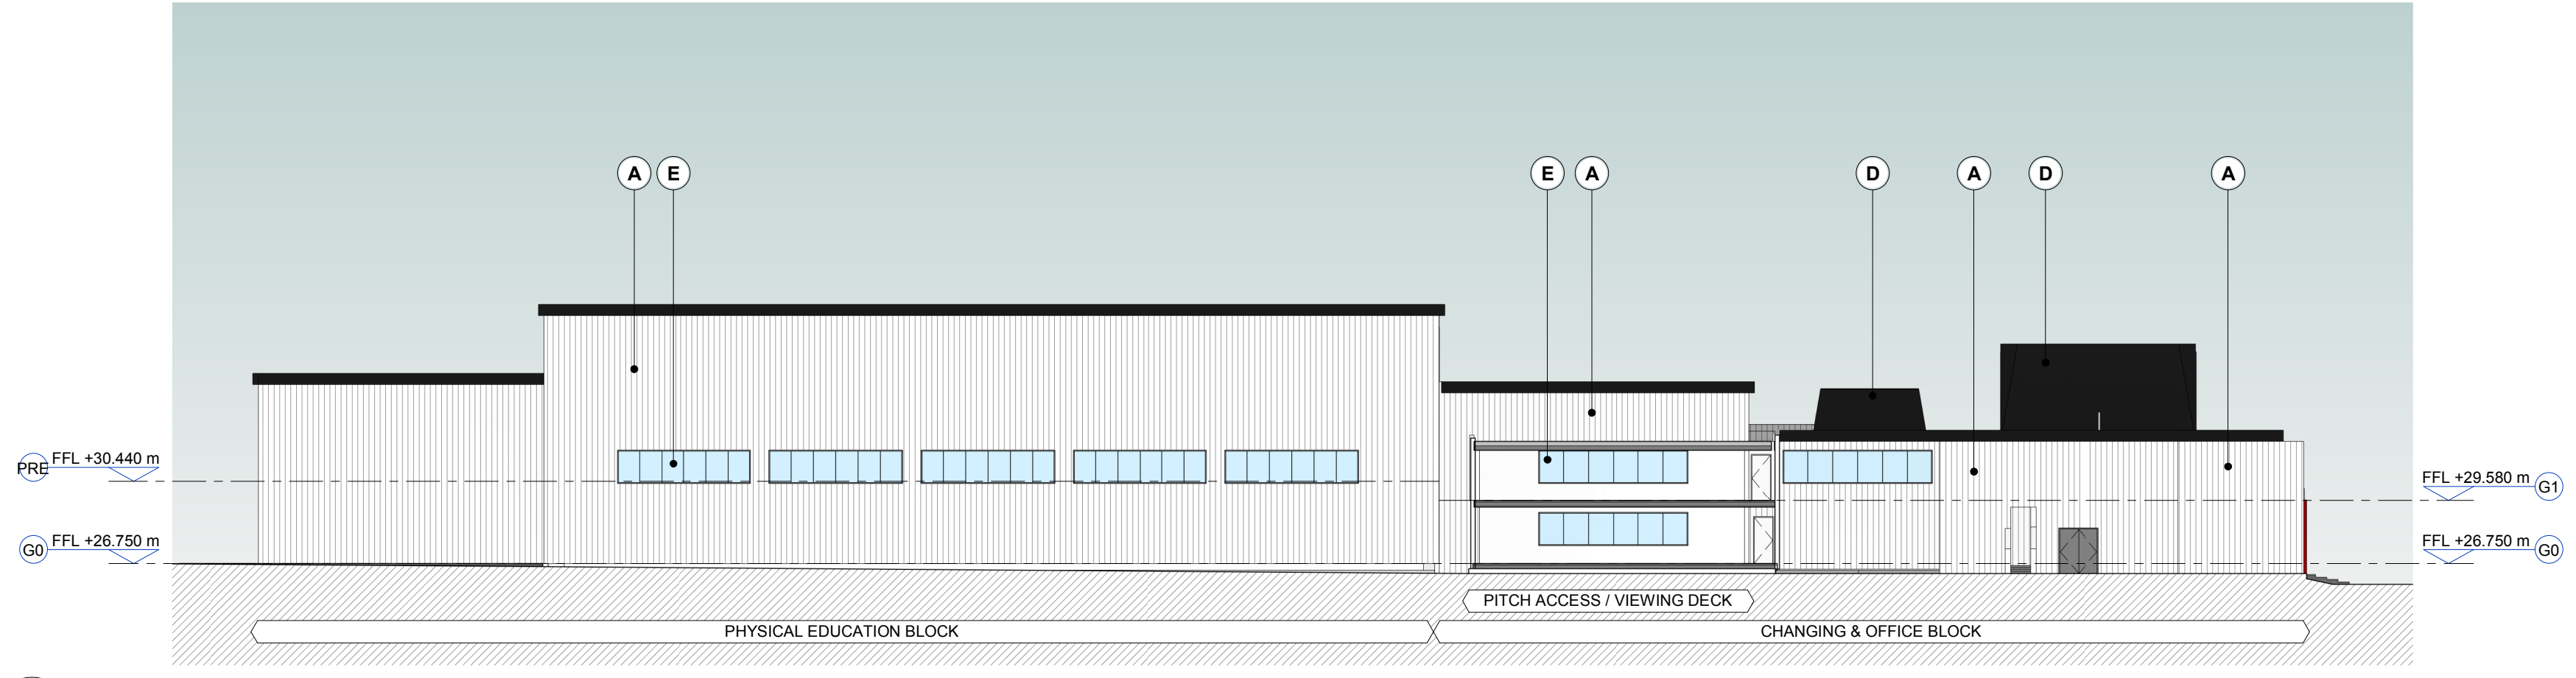 A E E A D A D A
PRE FFL +30.440 m
FFL +29.580 m G1
G0 FFL +26.750 m
FFL +26.750 m G0
PITCH ACCESS / VIEWING DECK
PHYSICAL EDUCATION BLOCK
CHANGING & OFFICE BLOCK